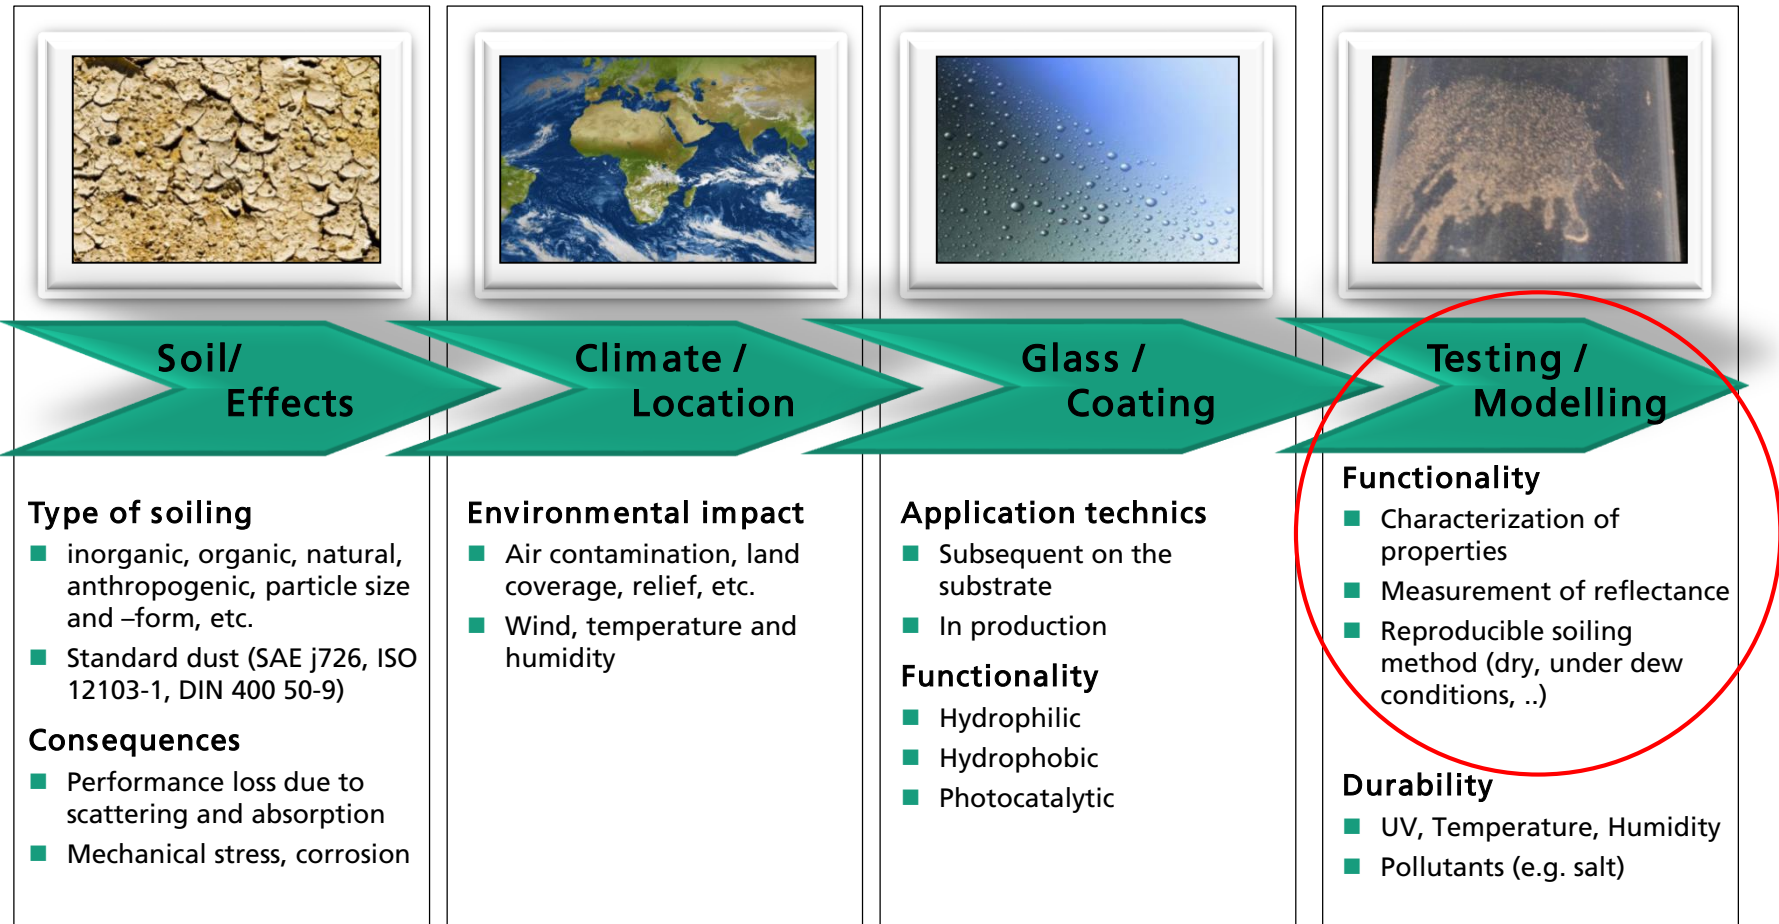 Soil/
Effects
Type of soiling
inorganic, organic, natural,
anthropogenic, particle size
and –form, etc.
Standard dust (SAE j726, ISO
12103-1, DIN 400 50-9)
Consequences
Performance loss due to
scattering and absorption
Mechanical stress, corrosion
Climate /
Location
Environmental impact
Air contamination, land
coverage, relief, etc.
Wind, temperature and
humidity
Glass /
Coating
Application technics
Subsequent on the
substrate
In production
Functionality
Hydrophilic
Hydrophobic
Photocatalytic
Testing /
Modelling
Functionality
Characterization of
properties
Measurement of reflectance
Reproducible soiling
method (dry, under dew
conditions, ..)
Durability
UV, Temperature, Humidity
Pollutants (e.g. salt)